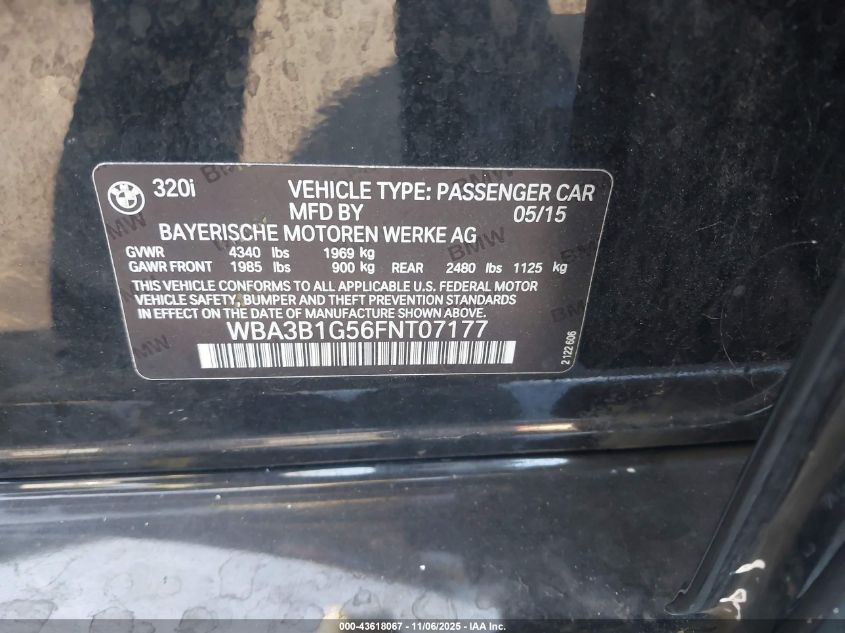 BMW
320i VEHICLE TYPE: PASSENGER CAR
MFD BY 05/15
BAYERISCHE MOTOREN WERKE AG
GVWR 4340 lbs 1969 kg
GAWR FRONT 1985 lbs 900 kg REAR 2480 lbs 1125 kg
THIS VEHICLE CONFORMS TO ALL APPLICABLE U.S. FEDERAL MOTOR
VEHICLE SAFETY, BUMPER AND THEFT PREVENTION STANDARDS
IN EFFECT ON THE DATE OF MANUFACTURE SHOWN ABOVE.
WBA3B1G56FNT07177
2 122 606
000-43618067 - 11/06/2025 - IAA Inc.